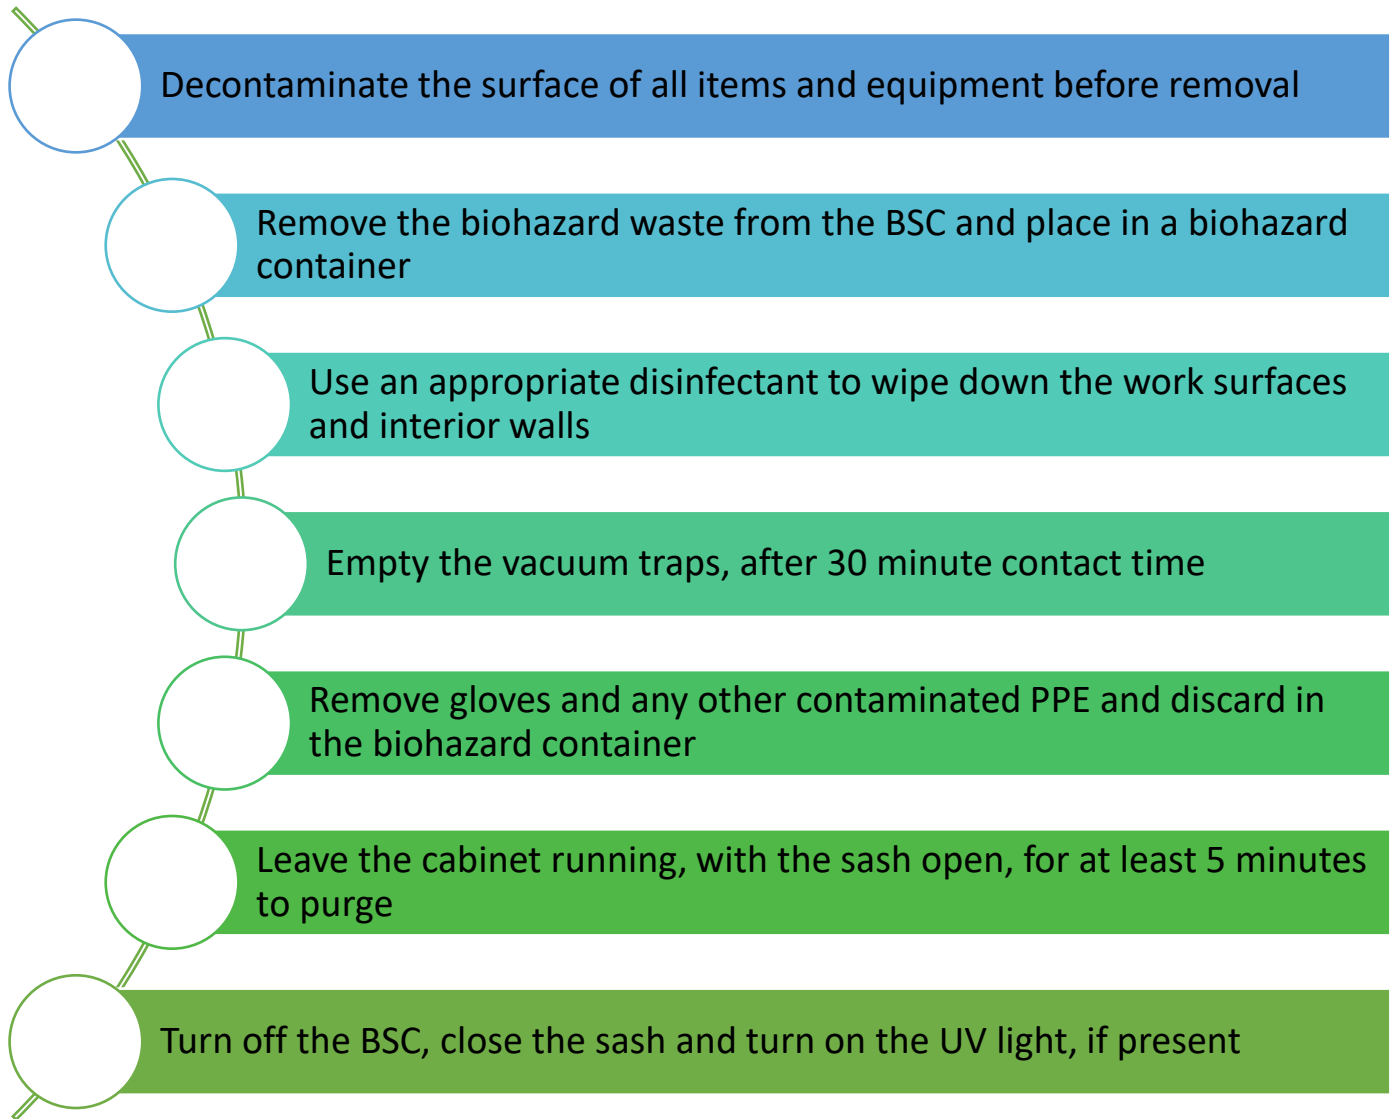 Decontaminate the surface of all items and equipment before removal
Remove the biohazard waste from the BSC and place in a biohazard
container
Use an appropriate disinfectant to wipe down the work surfaces
and interior walls
Empty the vacuum traps, after 30 minute contact time
Remove gloves and any other contaminated PPE and discard in
the biohazard container
Leave the cabinet running, with the sash open, for at least 5 minutes
to purge
Turn off the BSC, close the sash and turn on the UV light, if present